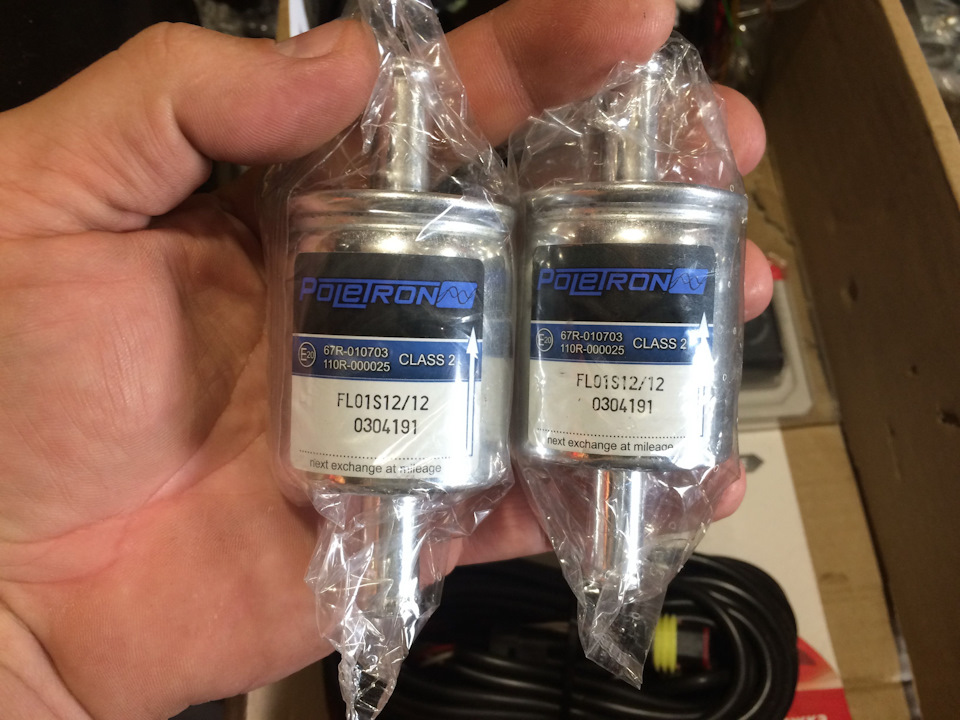 POLETRON
E20 67R-010703
110R-000025 CLASS 2
FL01S12/12
0304191
next exchange at mileage
POLETRON
E20 67R-010703
110R-000025 CLASS 2
FL01S12/12
0304191
next exchange at mileage